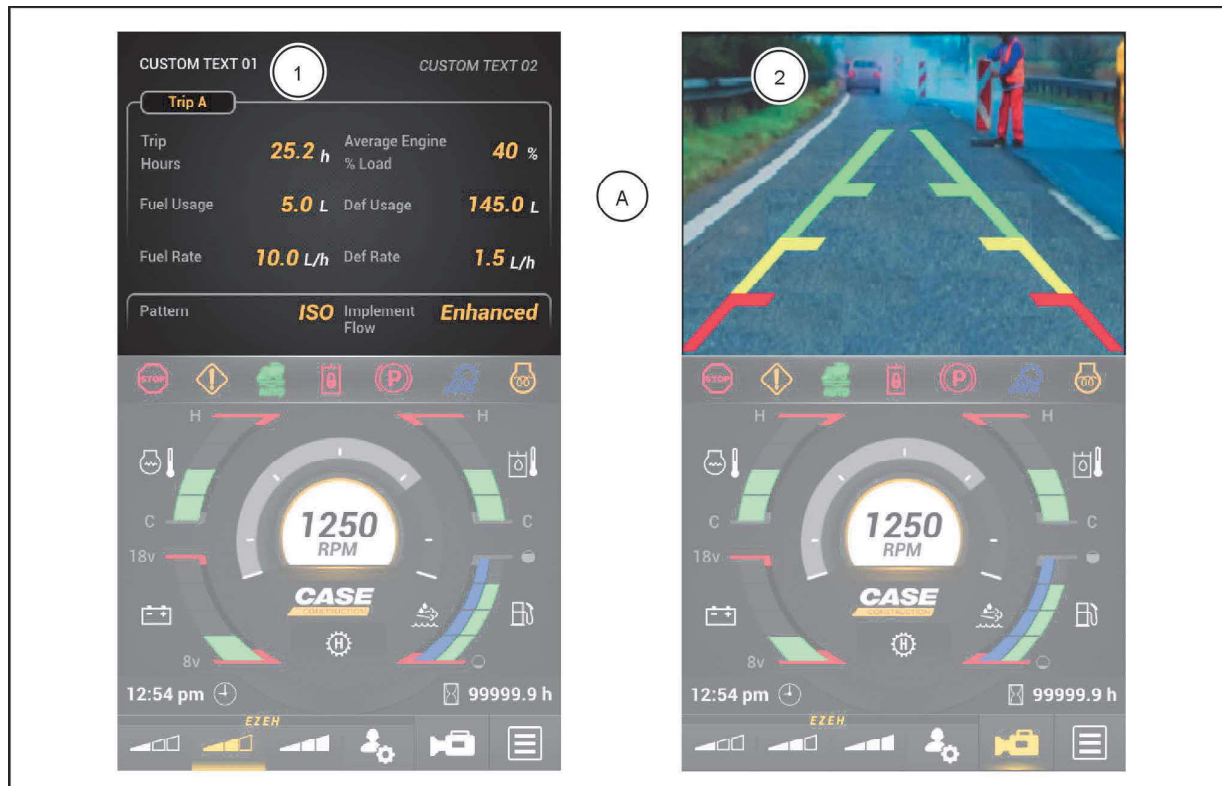 CUSTOM TEXT 01
1
CUSTOM TEXT 02
Trip A
Trip Hours
25.2 h
Average Engine % Load
40 %
Fuel Usage
5.0 L
Def Usage
145.0 L
Fuel Rate
10.0 L/h
Def Rate
1.5 L/h
Pattern
ISO
Implement Flow
Enhanced
STOP
AUTO
P
H
H
C
C
1250
RPM
18v
CASE
CONSTRUCTION
H
8v
12:54 pm
99999.9 h
EZEH
A
2
STOP
AUTO
P
H
H
C
C
1250
RPM
18v
CASE
CONSTRUCTION
H
8v
12:54 pm
99999.9 h
EZEH